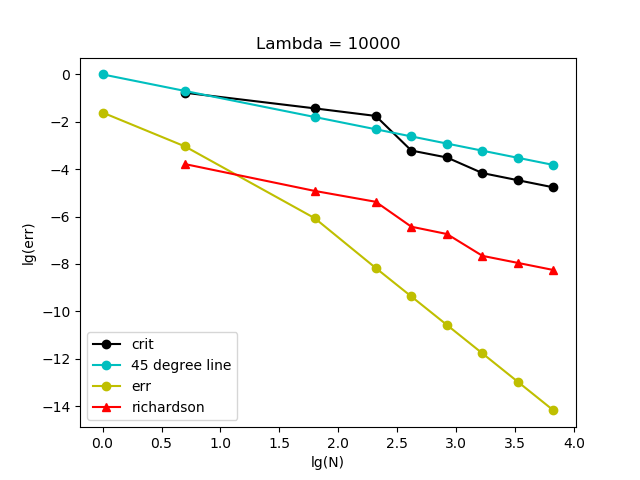 Lambda = 10000
lg(err)
0
−2
−4
−6
−8
−10
−12
−14
crit
45 degree line
err
richardson
0.0 0.5 1.0 1.5 2.0 2.5 3.0 3.5 4.0
lg(N)